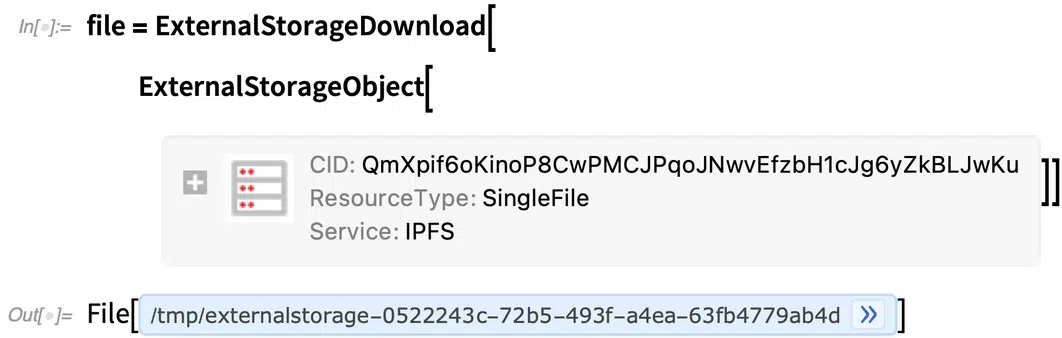 In[•]:= file = ExternalStorageDownload[
ExternalStorageObject[
CID: QmXpif6oKinoP8CwPMCJPqoJNwvEfzbH1cJg6yZkBLJwKu
ResourceType: SingleFile
Service: IPFS
]]
Out[•]= File[/tmp/externalstorage-0522243c-72b5-493f-a4ea-63fb4779ab4d »]